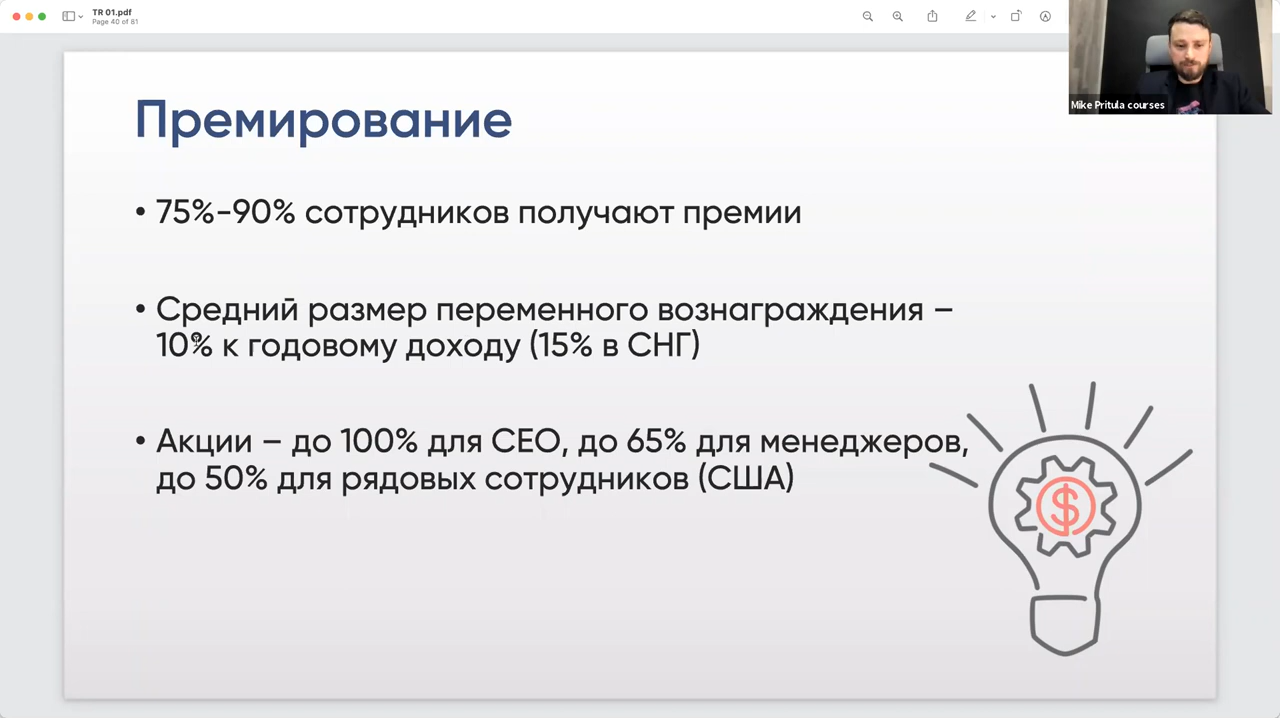 TR 01.pdf
Page 40 of 81
Mike Pritula courses
Премирование
• 75%-90% сотрудников получают премии
• Средний размер переменного вознаграждения –
10% к годовому доходу (15% в СНГ)
• Акции – до 100% для CEO, до 65% для менеджеров,
до 50% для рядовых сотрудников (США)
$